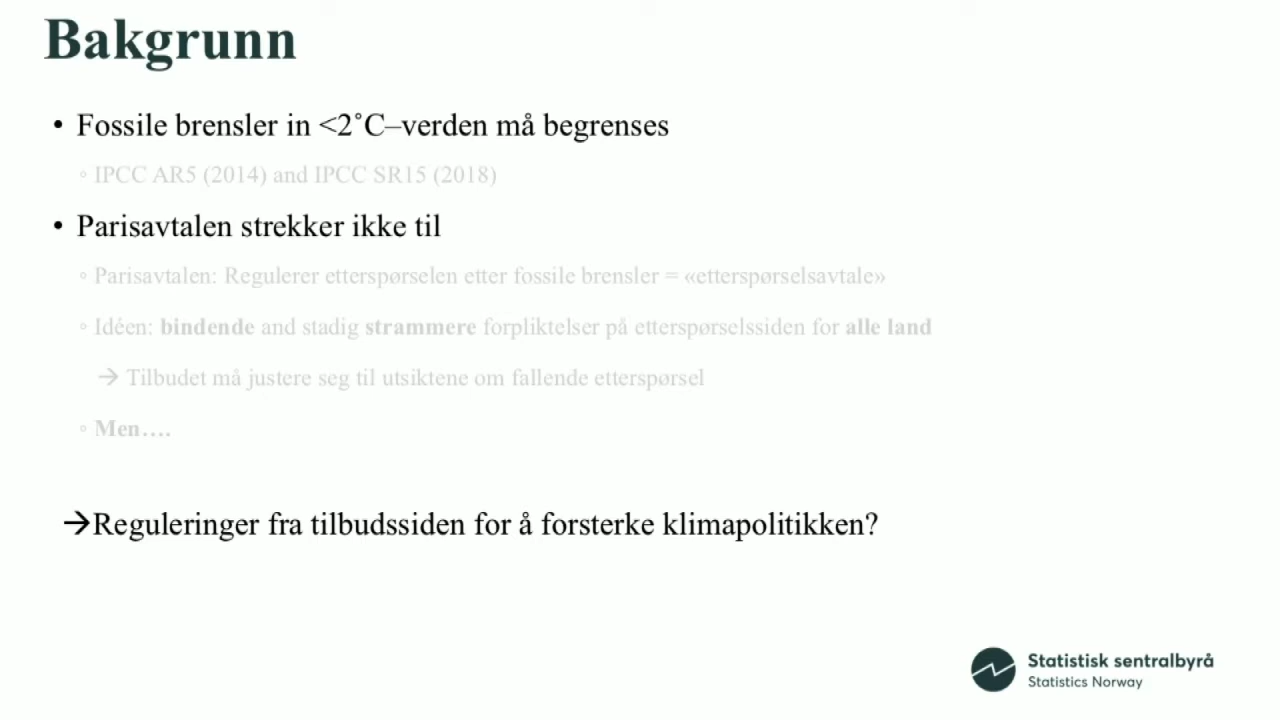 Bakgrunn
• Fossile brensler in <2˚C–verden må begrenses
◦ IPCC AR5 (2014) and IPCC SR15 (2018)
• Parisavtalen strekker ikke til
◦ Parisavtalen: Regulerer etterspørselen etter fossile brensler = «etterspørselsavtale»
◦ Idéen: bindende and stadig strammere forpliktelser på etterspørselssiden for alle land
→ Tilbudet må justere seg til utsiktene om fallende etterspørsel
◦ Men….
→Reguleringer fra tilbudssiden for å forsterke klimapolitikken?
Statistisk sentralbyrå
Statistics Norway